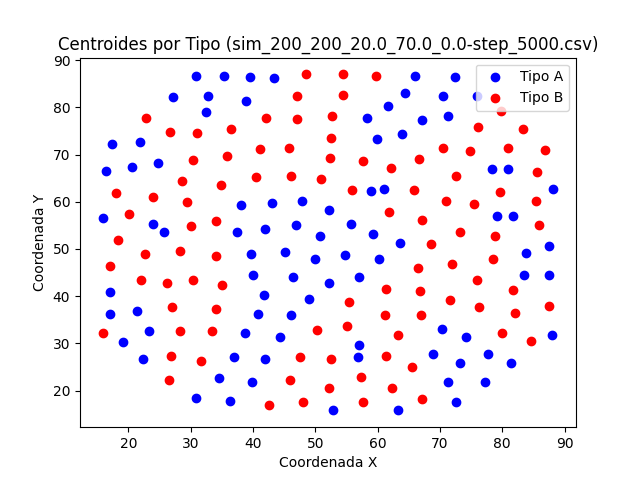 Centroides por Tipo (sim_200_200_20.0_70.0_0.0-step_5000.csv)
Tipo A
Tipo B
90
80
70
60
50
40
30
20
Coordenada Y
20 30 40 50 60 70 80 90
Coordenada X